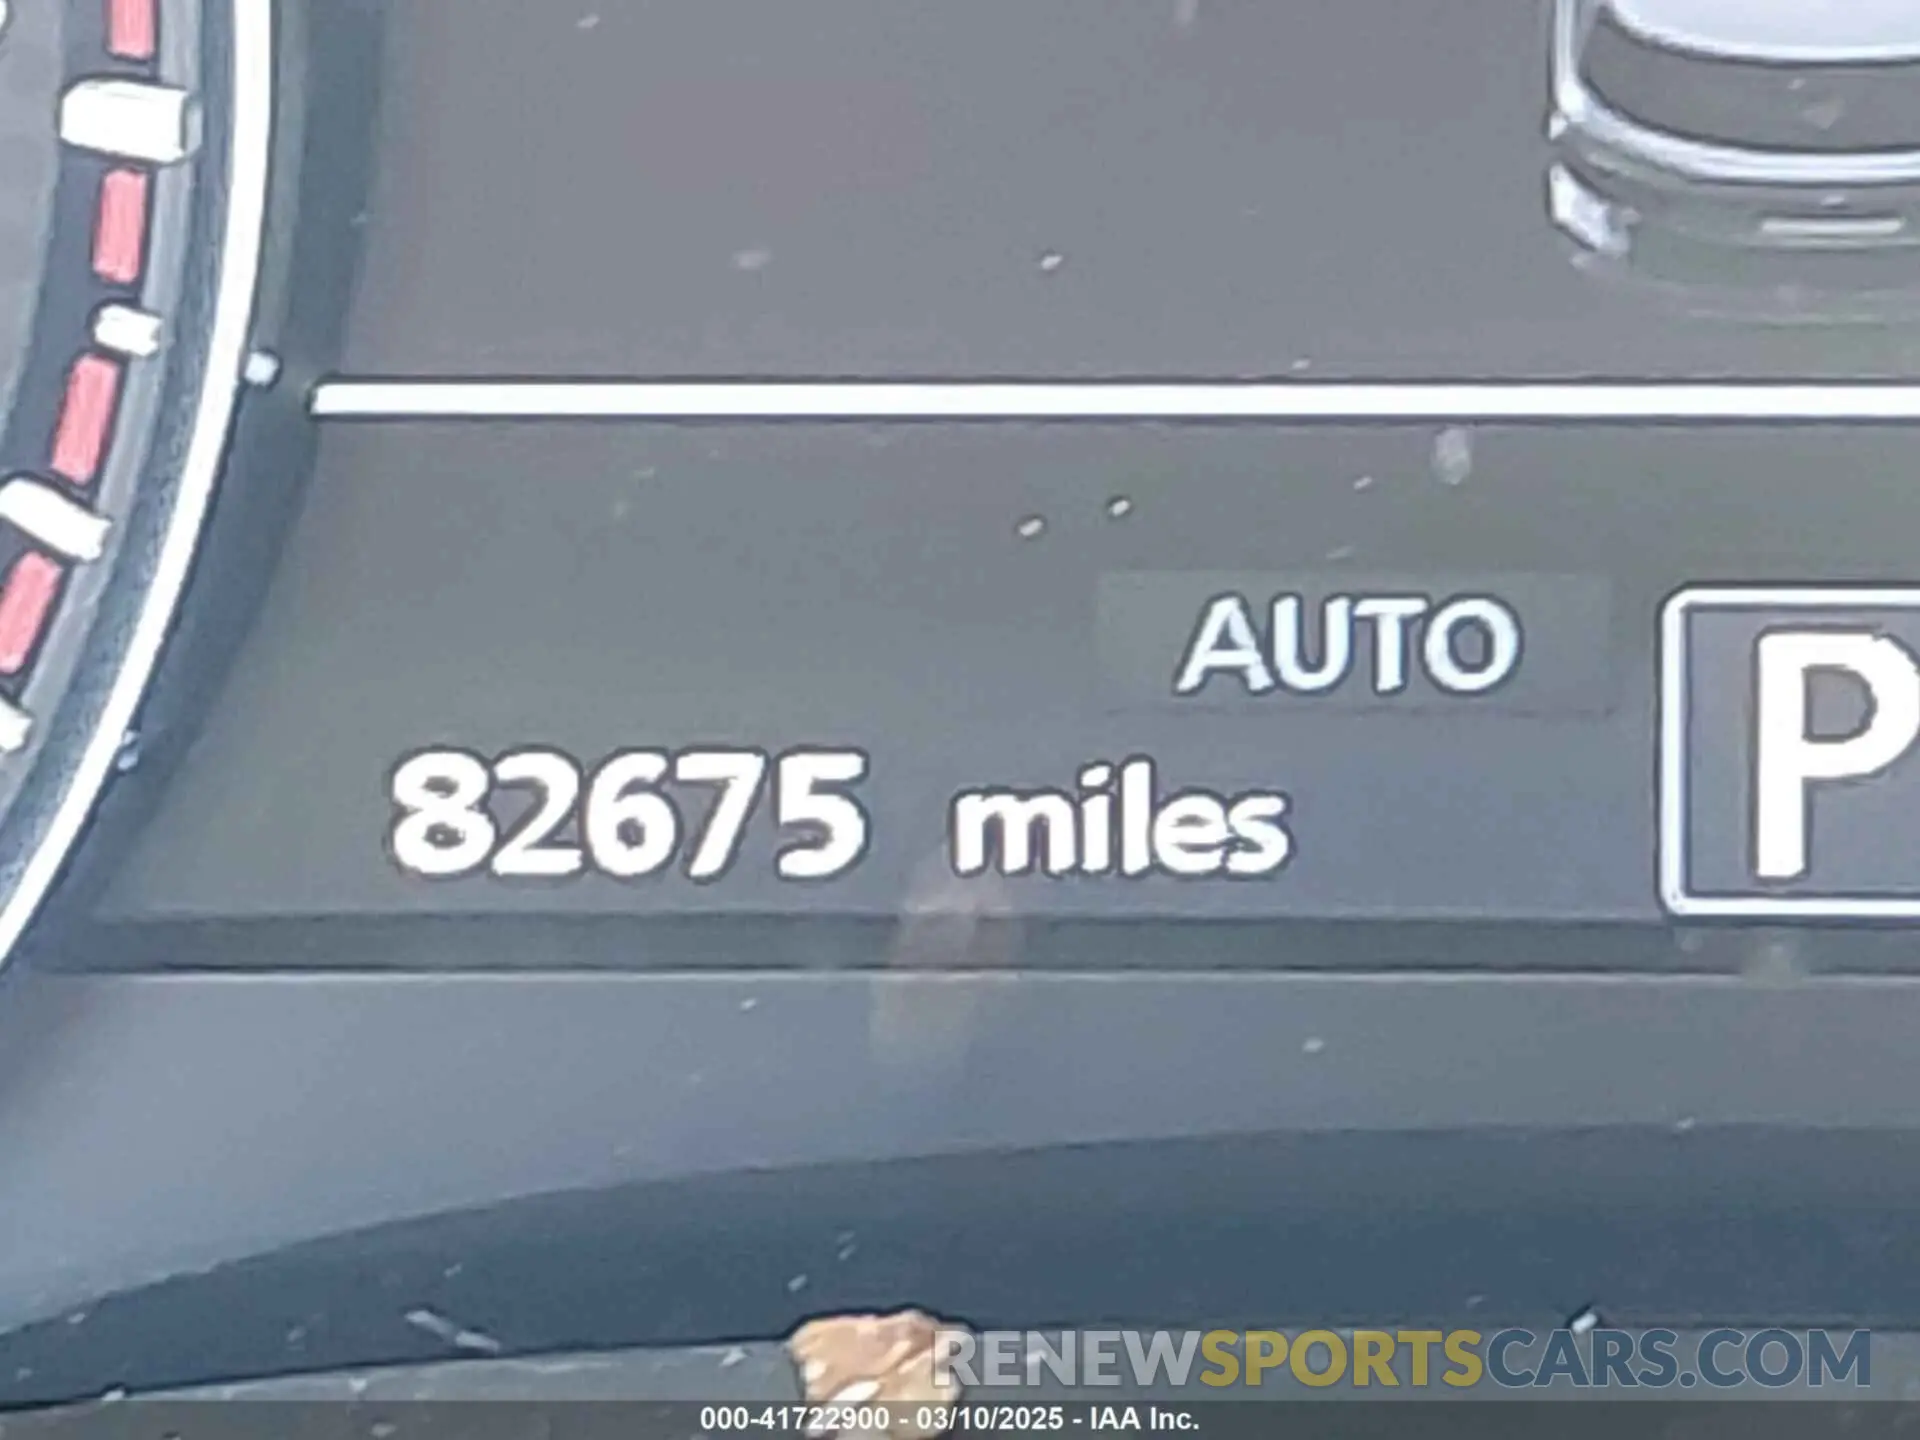 AUTO
P
82675 miles
RENEWSPORTSCARS.COM
000-41722900 - 03/10/2025 - IAA Inc.